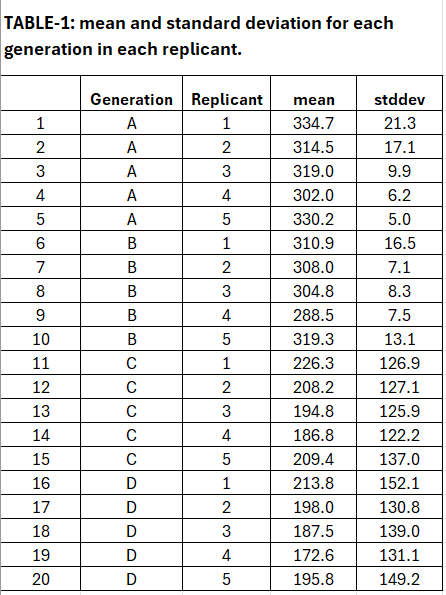 TABLE-1: mean and standard deviation for each
generation in each replicant.
Generation Replicant mean stddev
1 A 1 334.7 21.3
2 A 2 314.5 17.1
3 A 3 319.0 9.9
4 A 4 302.0 6.2
5 A 5 330.2 5.0
6 B 1 310.9 16.5
7 B 2 308.0 7.1
8 B 3 304.8 8.3
9 B 4 288.5 7.5
10 B 5 319.3 13.1
11 C 1 226.3 126.9
12 C 2 208.2 127.1
13 C 3 194.8 125.9
14 C 4 186.8 122.2
15 C 5 209.4 137.0
16 D 1 213.8 152.1
17 D 2 198.0 130.8
18 D 3 187.5 139.0
19 D 4 172.6 131.1
20 D 5 195.8 149.2